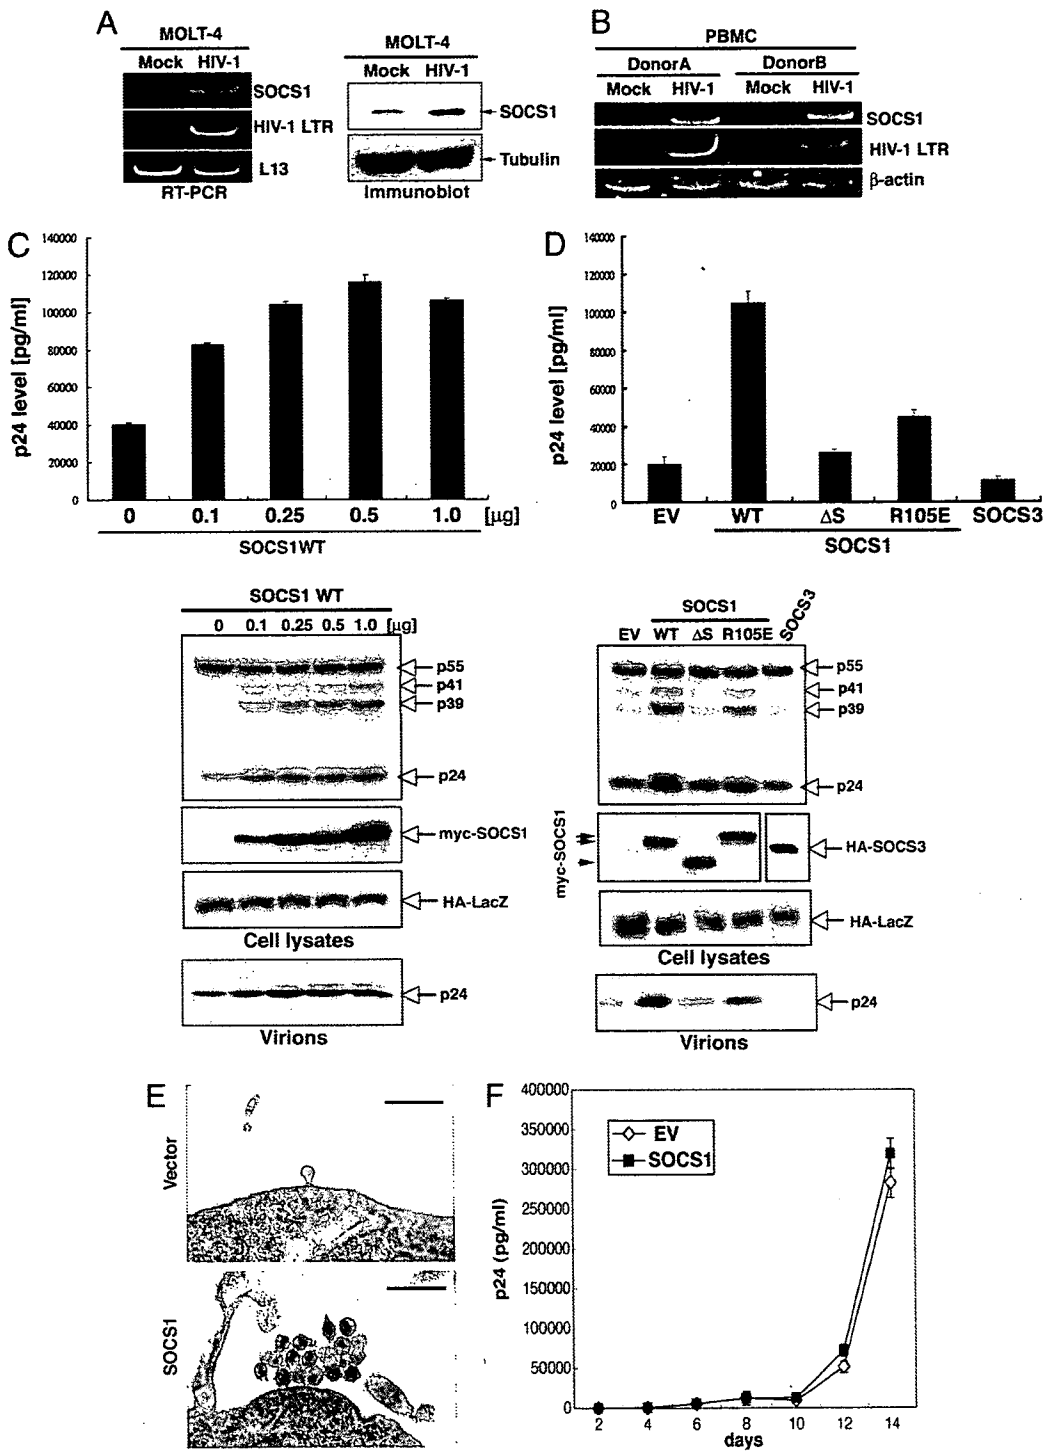 A
MOLT-4
Mock HIV-1
SOCS1
HIV-1 LTR
L13
RT-PCR
MOLT-4
Mock HIV-1
SOCS1
Tubulin
Immunoblot
B
PBMC
DonorA DonorB
Mock HIV-1 Mock HIV-1
SOCS1
HIV-1 LTR
β-actin
C
p24 level [pg/ml]
140000
120000
100000
80000
60000
40000
20000
0
0 0.1 0.25 0.5 1.0 [μg]
SOCS1WT
D
p24 level [pg/ml]
140000
120000
100000
80000
60000
40000
20000
0
EV WT ΔS R105E SOCS3
SOCS1
SOCS1 WT
0 0.1 0.25 0.5 1.0 [μg]
p55
p41
p39
p24
myc-SOCS1
HA-LacZ
Cell lysates
p24
Virions
SOCS1
EV WT ΔS R105E SOCS3
p55
p41
p39
p24
myc-SOCS1
HA-SOCS3
HA-LacZ
Cell lysates
p24
Virions
E
Vector
SOCS1
F
p24 (pg/ml)
400000
350000
300000
250000
200000
150000
100000
50000
0
EV
SOCS1
2 4 6 8 10 12 14
days